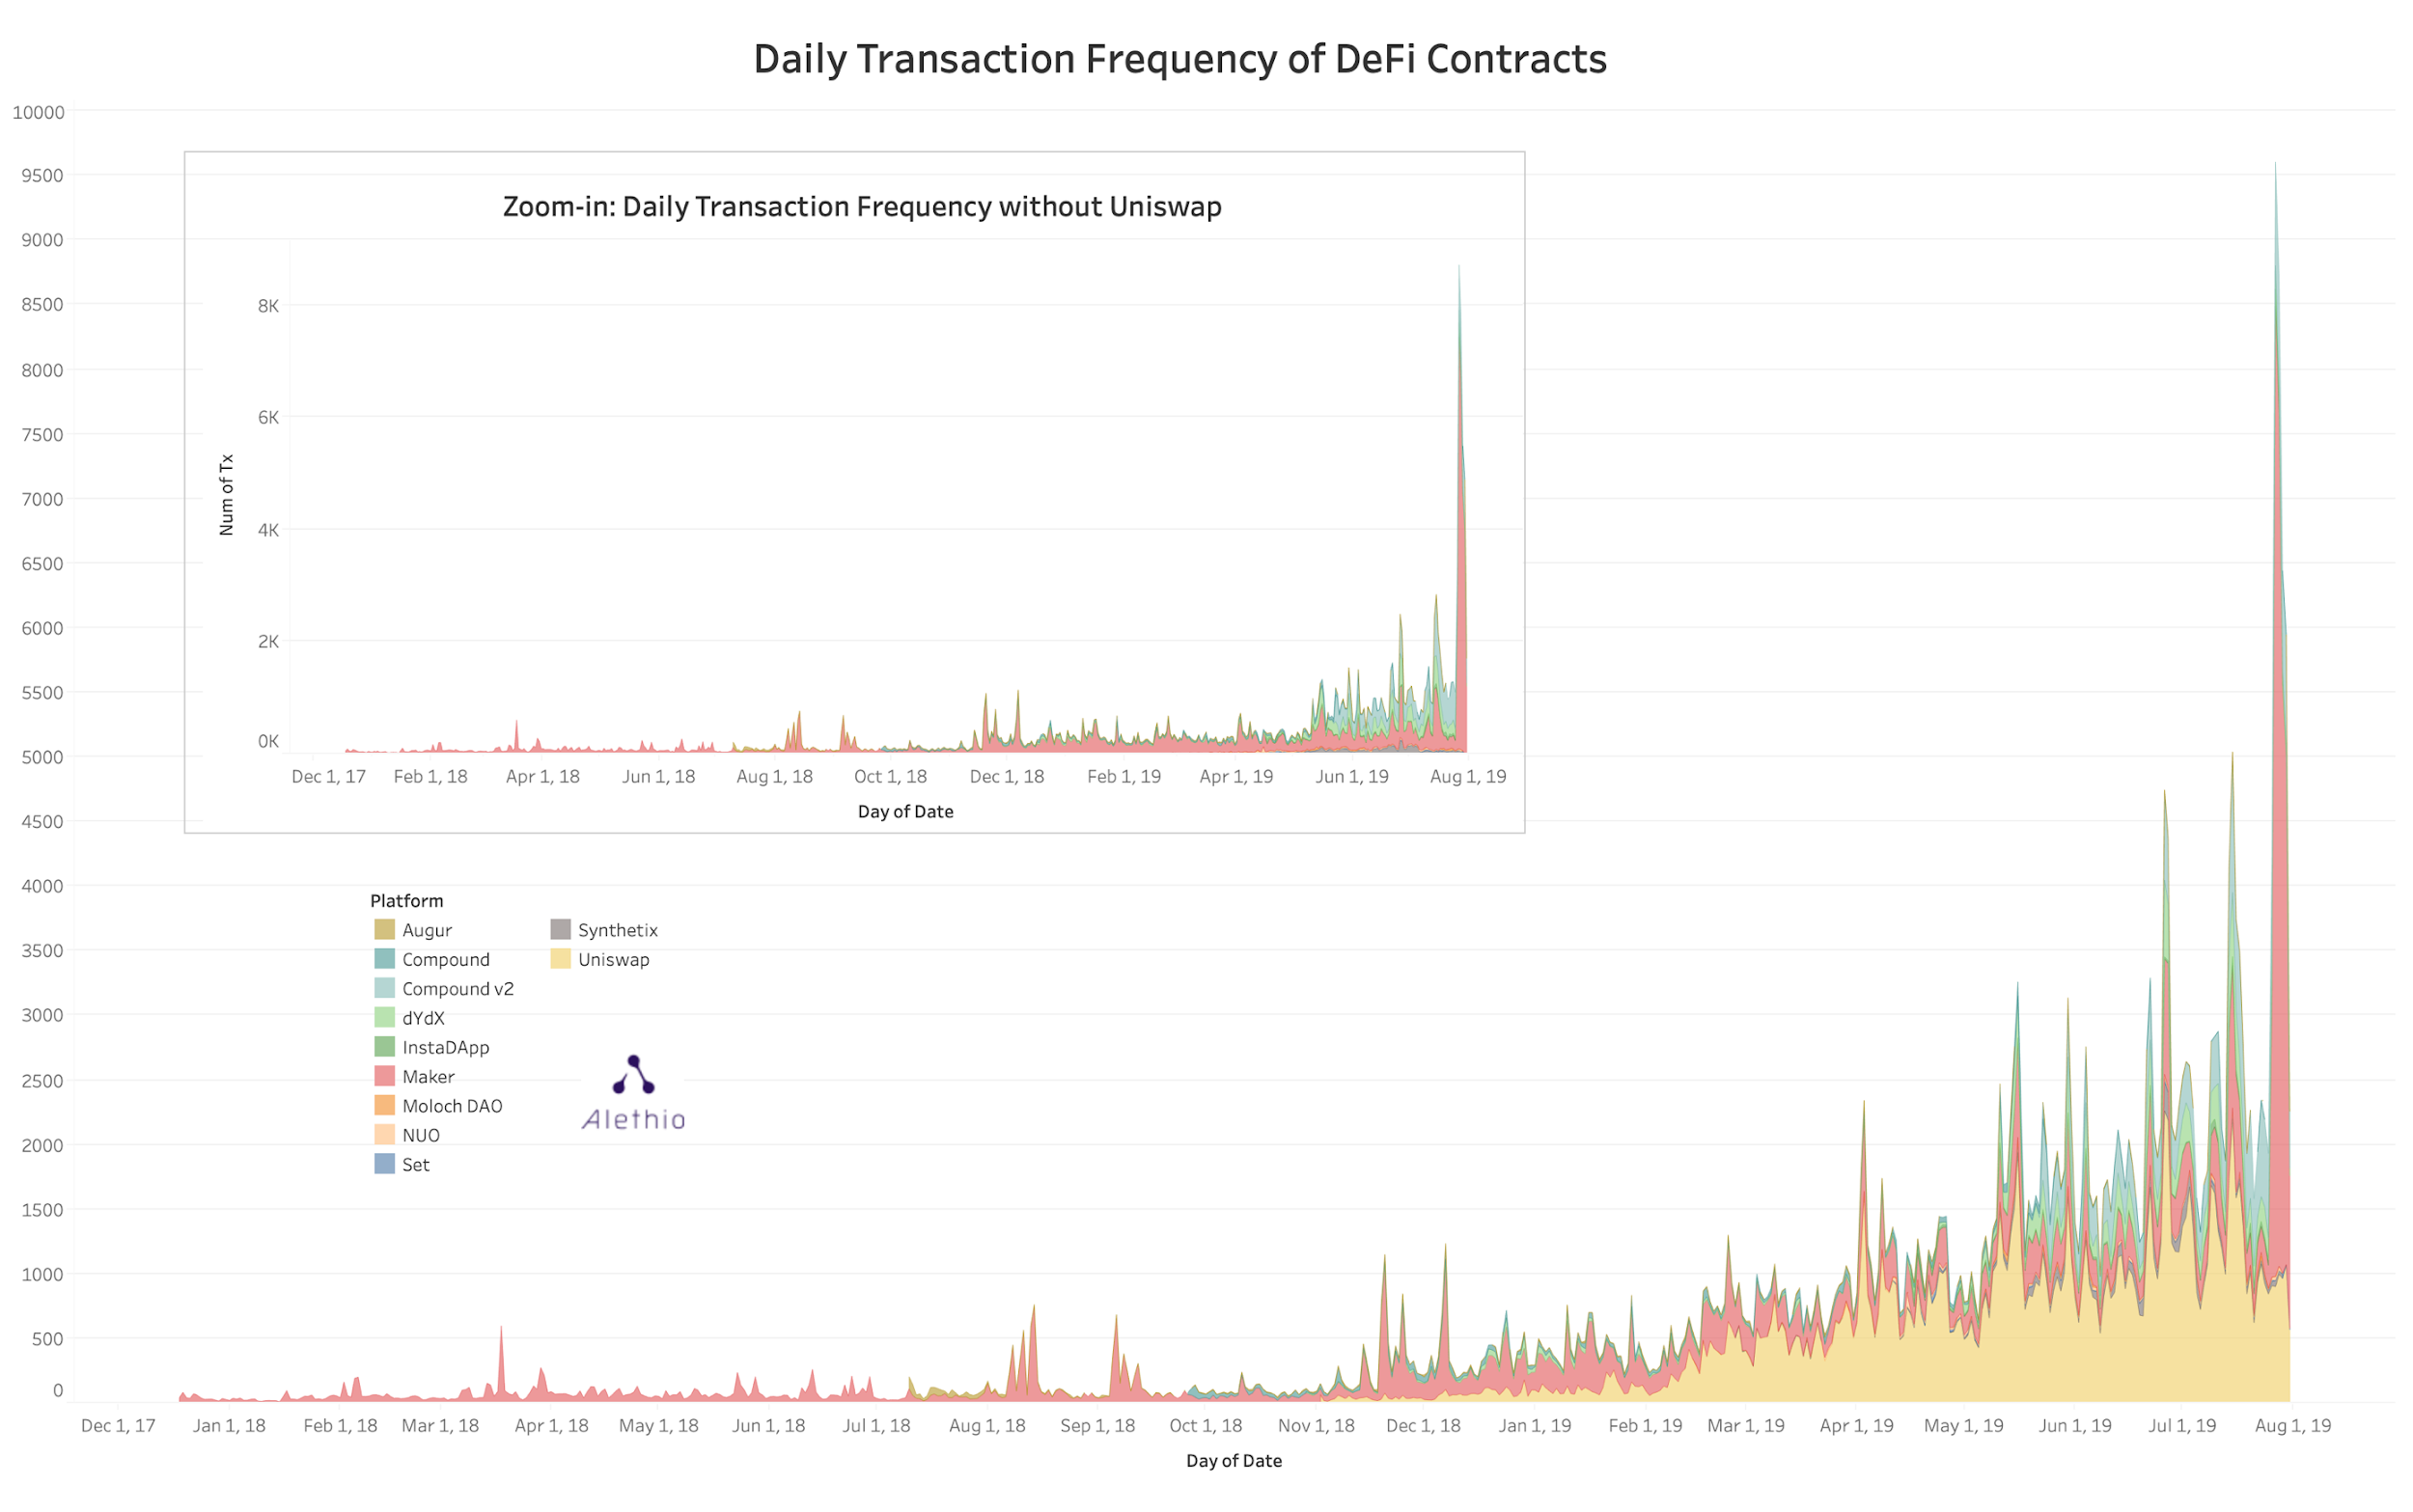 Daily Transaction Frequency of DeFi Contracts
10000
9500
9000
8500
8000
7500
7000
6500
6000
5500
5000
4500
4000
3500
3000
2500
2000
1500
1000
500
0
Zoom-in: Daily Transaction Frequency without Uniswap
Num of Tx
8K
6K
4K
2K
0K
Dec 1, 17 Feb 1, 18 Apr 1, 18 Jun 1, 18 Aug 1, 18 Oct 1, 18 Dec 1, 18 Feb 1, 19 Apr 1, 19 Jun 1, 19 Aug 1, 19
Day of Date
Platform
Augur
Compound
Compound v2
dYdX
InstaDApp
Maker
Moloch DAO
NUO
Set
Synthetix
Uniswap
Alethio
Dec 1, 17 Jan 1, 18 Feb 1, 18 Mar 1, 18 Apr 1, 18 May 1, 18 Jun 1, 18 Jul 1, 18 Aug 1, 18 Sep 1, 18 Oct 1, 18 Nov 1, 18 Dec 1, 18 Jan 1, 19 Feb 1, 19 Mar 1, 19 Apr 1, 19 May 1, 19 Jun 1, 19 Jul 1, 19 Aug 1, 19
Day of Date